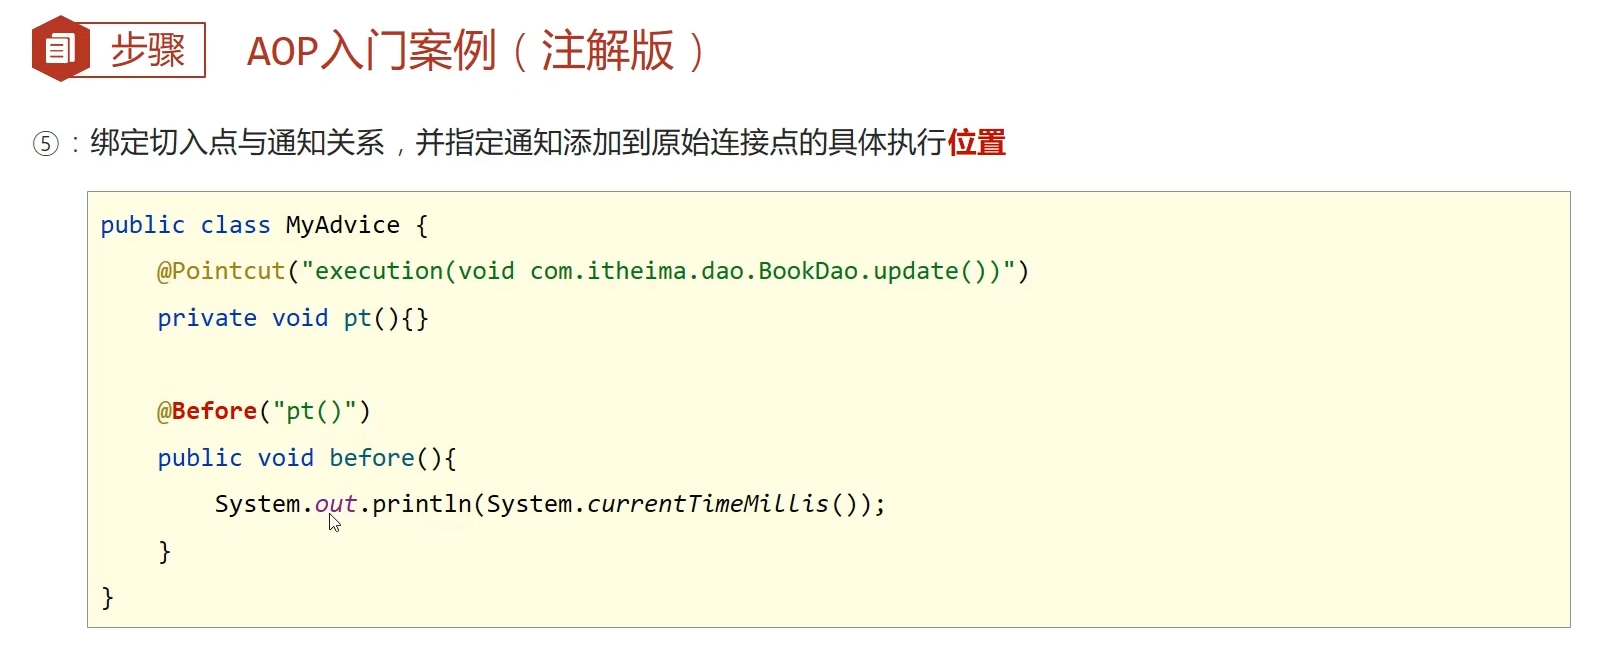 步骤
AOP入门案例（注解版）
⑤：绑定切入点与通知关系，并指定通知添加到原始连接点的具体执行位置
public class MyAdvice {
    @Pointcut("execution(void com.itheima.dao.BookDao.update())")
    private void pt(){}
    @Before("pt()")
    public void before(){
        System.out.println(System.currentTimeMillis());
    }
}